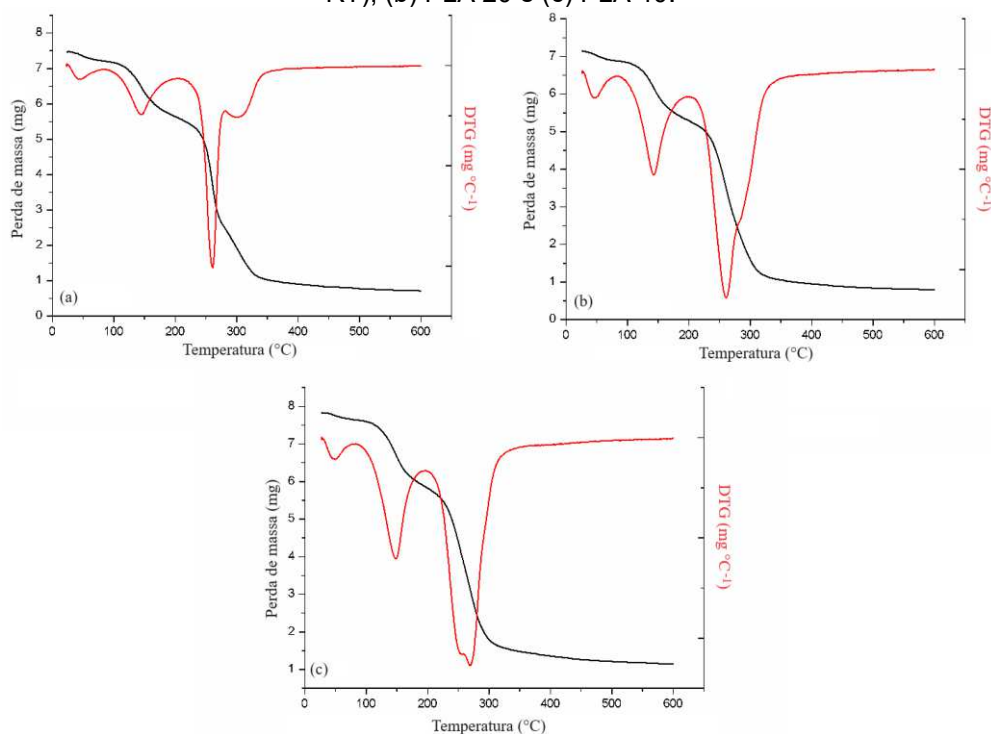 RT), (b) PLA 20 e (c) PLA 40.
8
7
6
5
4
3
2
1
0
Perda de massa (mg)
DTG (mg °C-1)
(a)
0 100 200 300 400 500 600
Temperatura (°C)
8
7
6
5
4
3
2
1
0
Perda de massa (mg)
DTG (mg °C-1)
(b)
0 100 200 300 400 500 600
Temperatura (°C)
8
7
6
5
4
3
2
1
Perda de massa (mg)
DTG (mg °C-1)
(c)
0 100 200 300 400 500 600
Temperatura (°C)